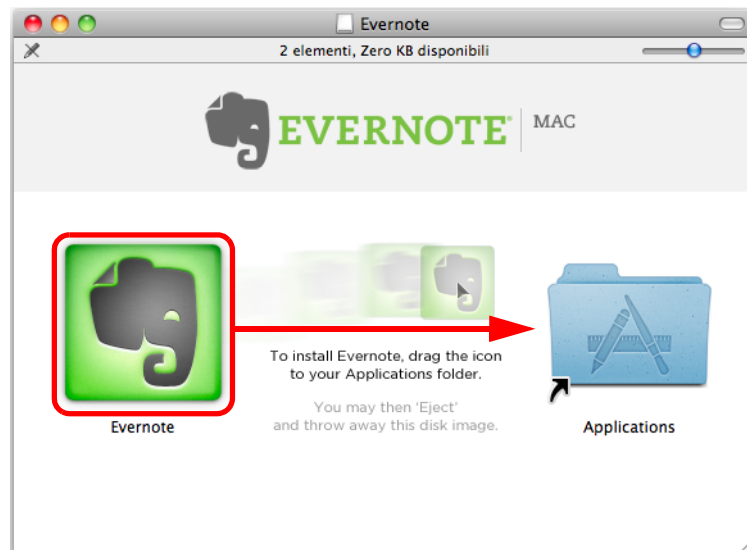 Evernote
2 elementi, Zero KB disponibili
EVERNOTE® MAC
To install Evernote, drag the icon
to your Applications folder.
You may then 'Eject'
and throw away this disk image.
Evernote
Applications